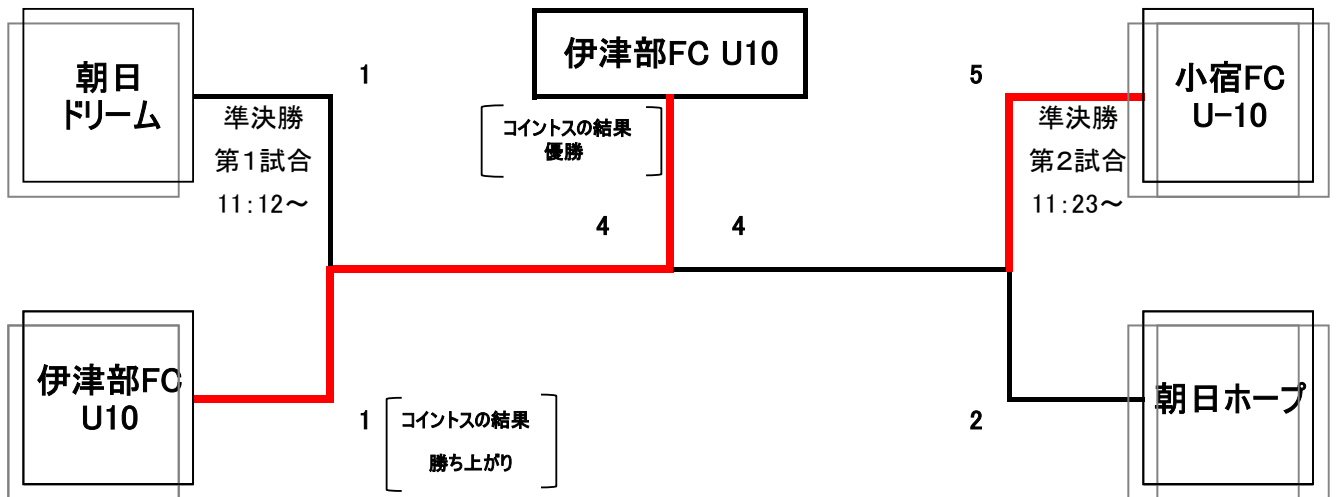 朝日
ドリーム
1
伊津部FC U10
5
小宿FC
U-10
準決勝
第1試合
11:12~
コイントスの結果
優勝
準決勝
第2試合
11:23~
4
4
伊津部FC
U10
1
コイントスの結果
勝ち上がり
2
朝日ホープ